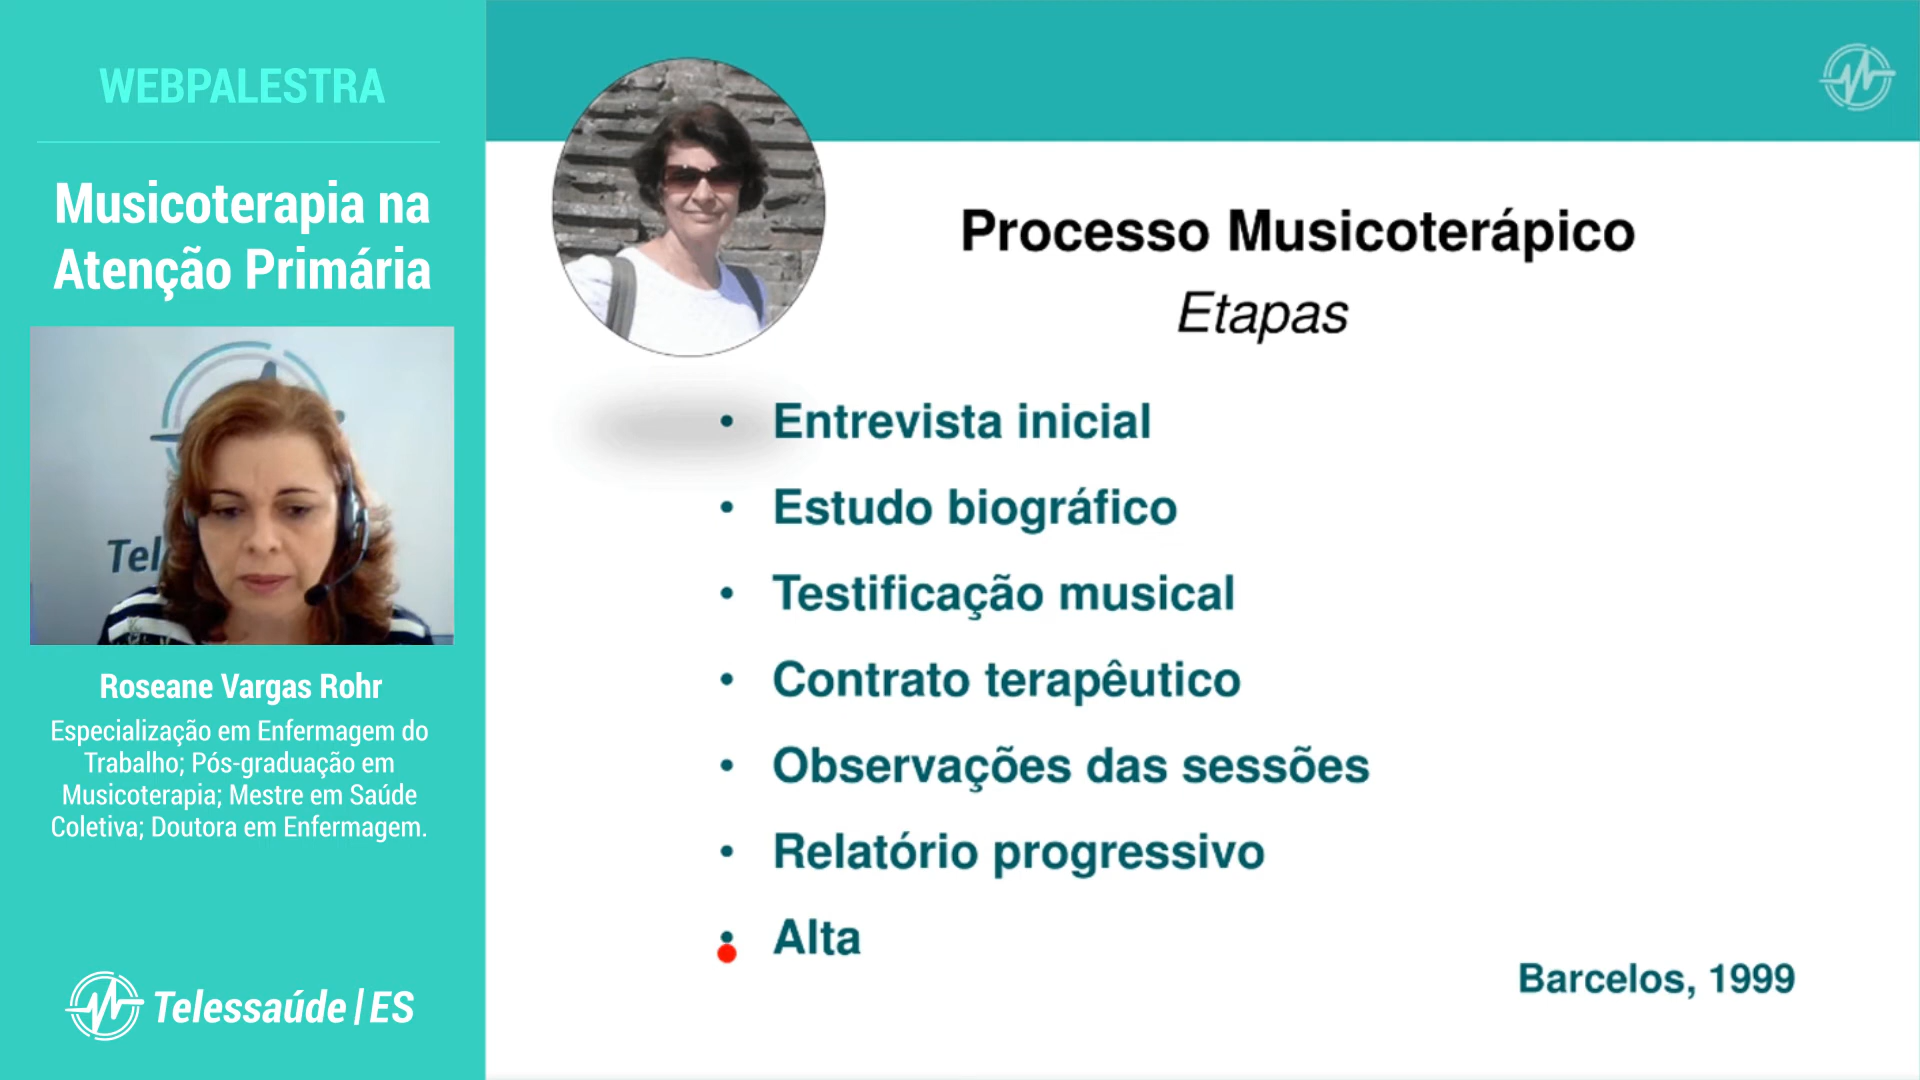 WEBPALESTRA
Musicoterapia na
Atenção Primária
Tel
Roseane Vargas Rohr
Especialização em Enfermagem do
Trabalho; Pós-graduação em
Musicoterapia; Mestre em Saúde
Coletiva; Doutora em Enfermagem.
Telessaúde|ES
Processo Musicoterápico
Etapas
• Entrevista inicial
• Estudo biográfico
• Testificação musical
• Contrato terapêutico
• Observações das sessões
• Relatório progressivo
• Alta
Barcelos, 1999